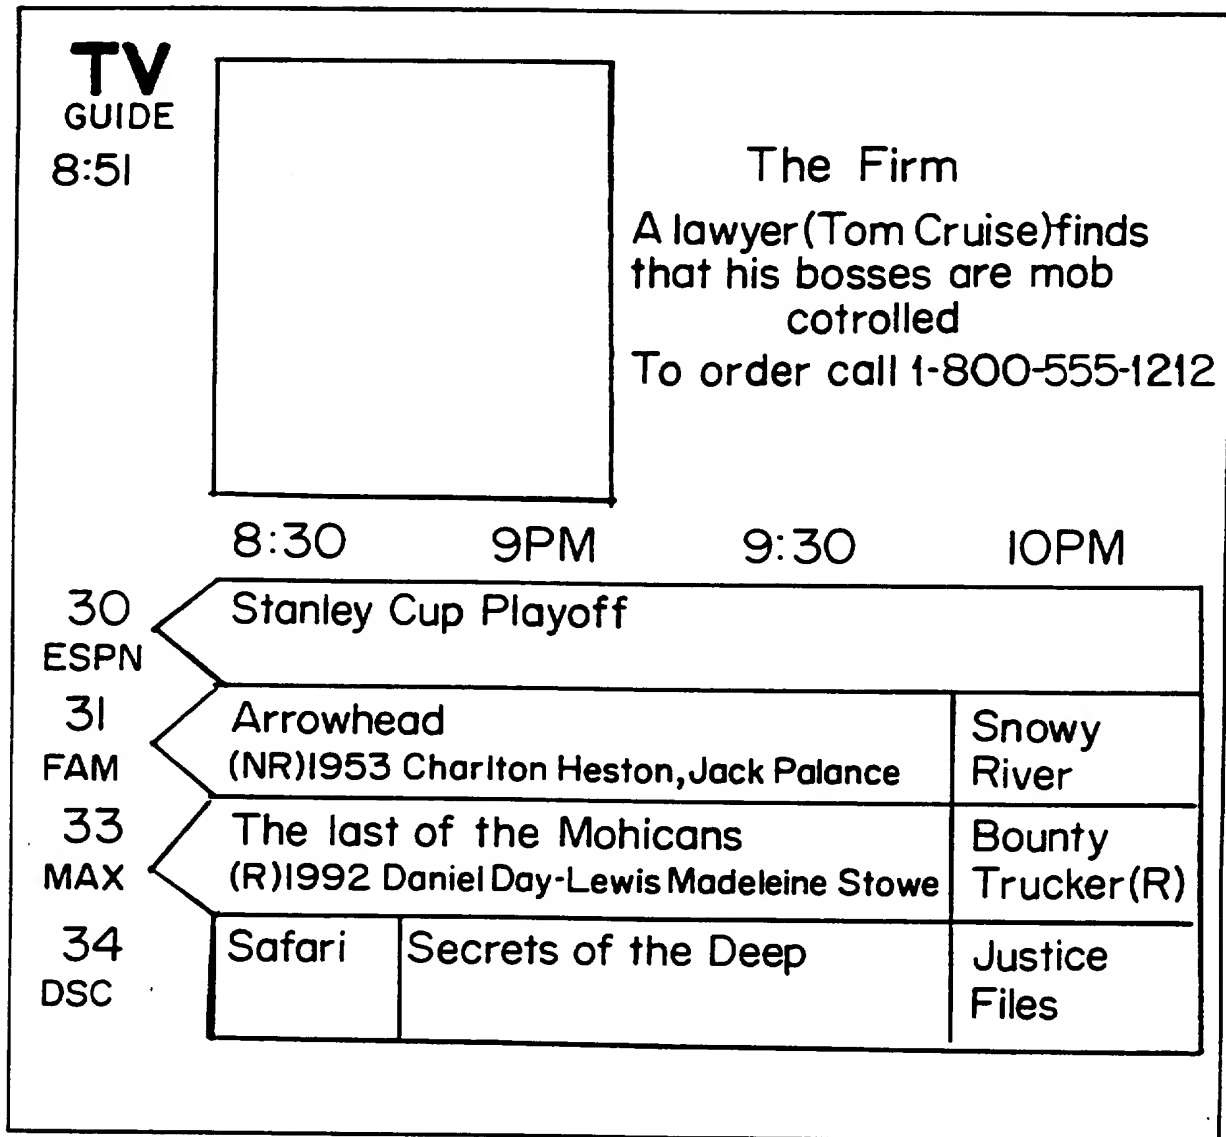 TV
GUIDE
8:51
The Firm
A lawyer(Tom Cruise)finds
that his bosses are mob
cotrolled
To order call 1-800-555-1212
8:30 9PM 9:30 10PM
30
ESPN
Stanley Cup Playoff
31
FAM
Arrowhead
(NR)1953 Charlton Heston, Jack Palance
Snowy
River
33
MAX
The last of the Mohicans
(R)1992 Daniel Day-Lewis Madeleine Stowe
Bounty
Trucker(R)
34
DSC
Safari
Secrets of the Deep
Justice
Files